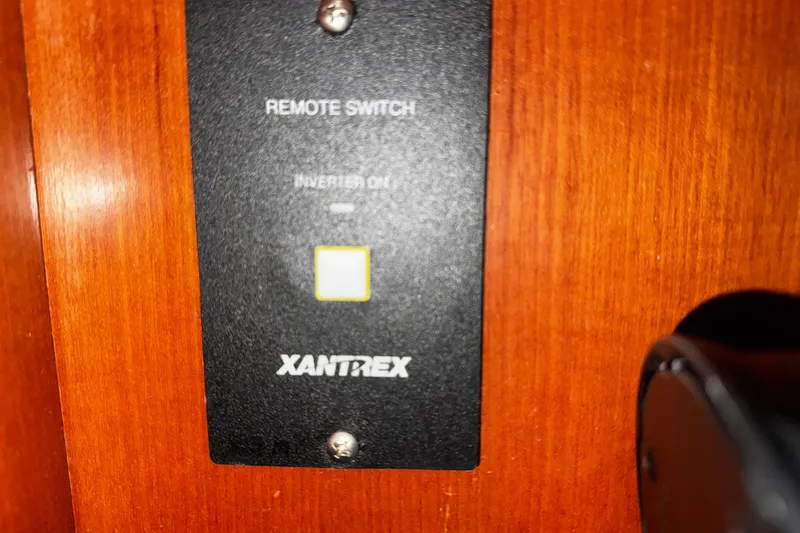 REMOTE SWITCH
INVERTER ON
XANTREX